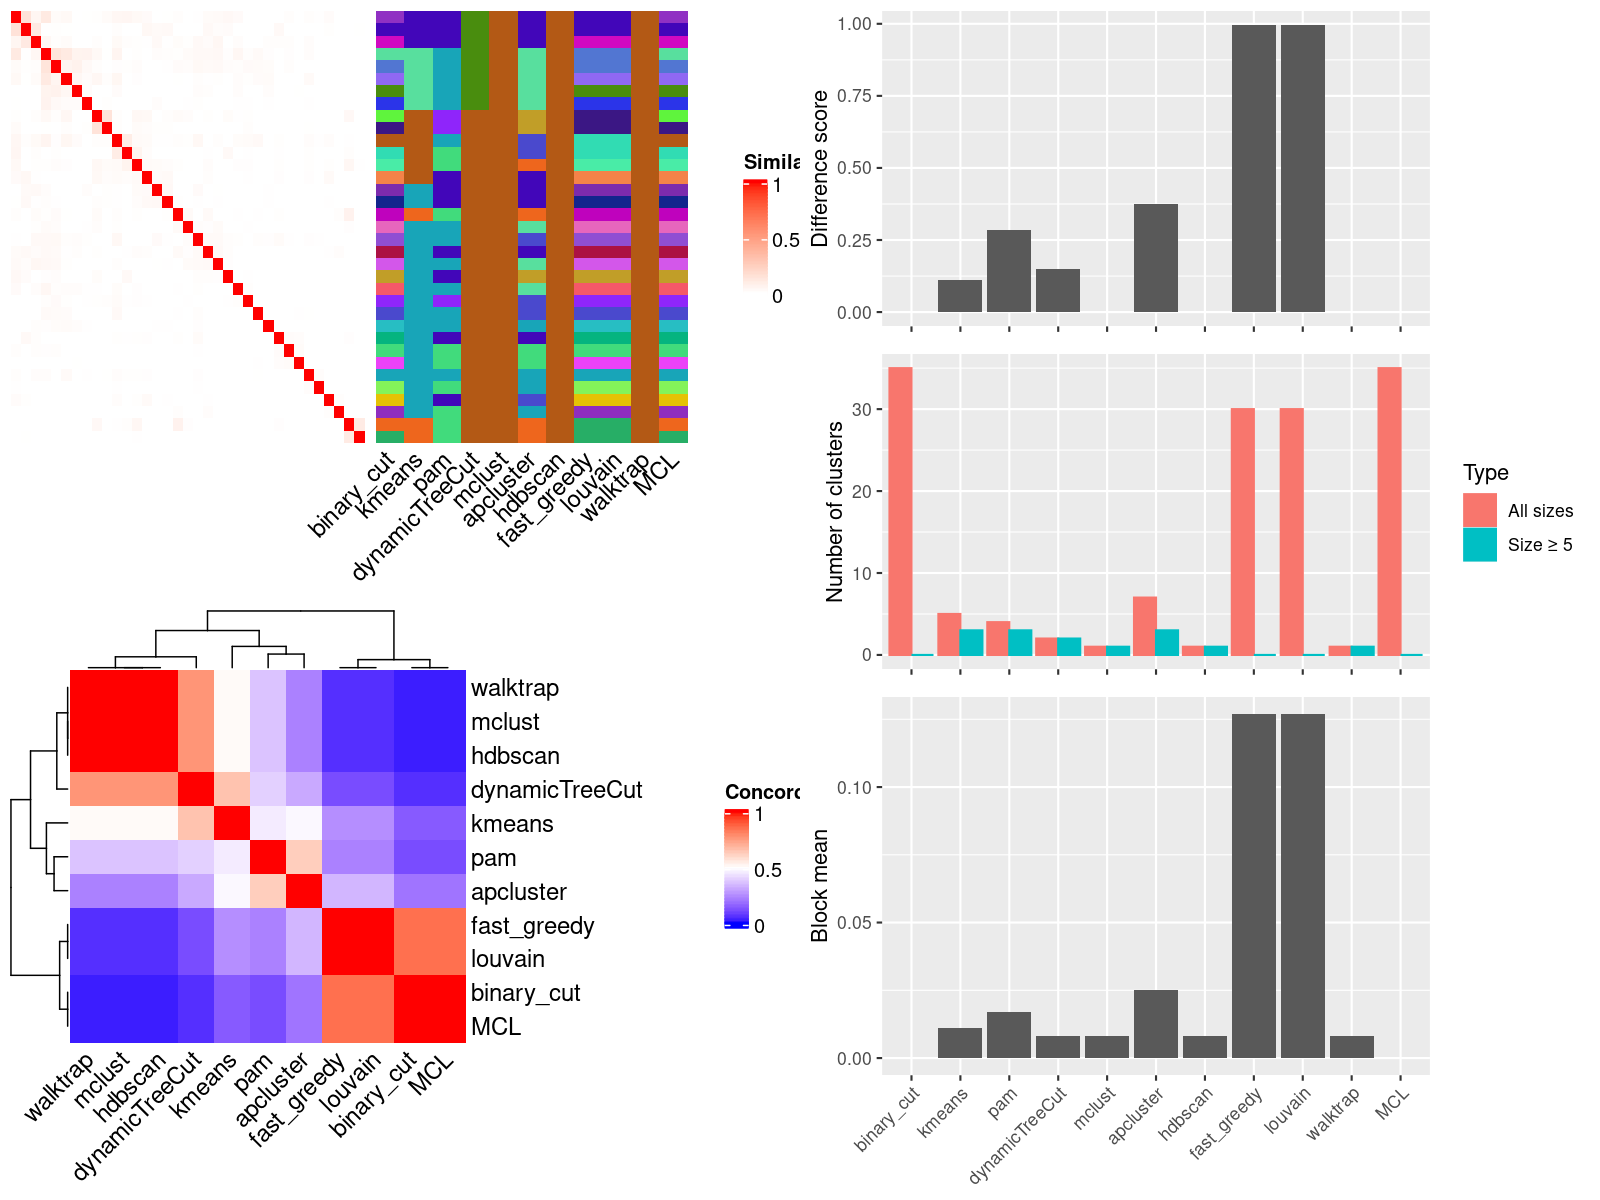 Simila
1
0.5
0
binary_cut
kmeans
pam
dynamicTreeCut
mclust
apcluster
hdbscan
fast_greedy
louvain
walktrap
MCL
walktrap
mclust
hdbscan
dynamicTreeCut
kmeans
pam
apcluster
fast_greedy
louvain
binary_cut
MCL
Concord
1
0.5
0
walktrap
mclust
hdbscan
dynamicTreeCut
kmeans
pam
apcluster
fast_greedy
louvain
binary_cut
MCL
Difference score
1.00
0.75
0.50
0.25
0.00
Number of clusters
30
20
10
0
Type
All sizes
Size ≥ 5
Block mean
0.10
0.05
0.00
binary_cut
kmeans
pam
dynamicTreeCut
mclust
apcluster
hdbscan
fast_greedy
louvain
walktrap
MCL